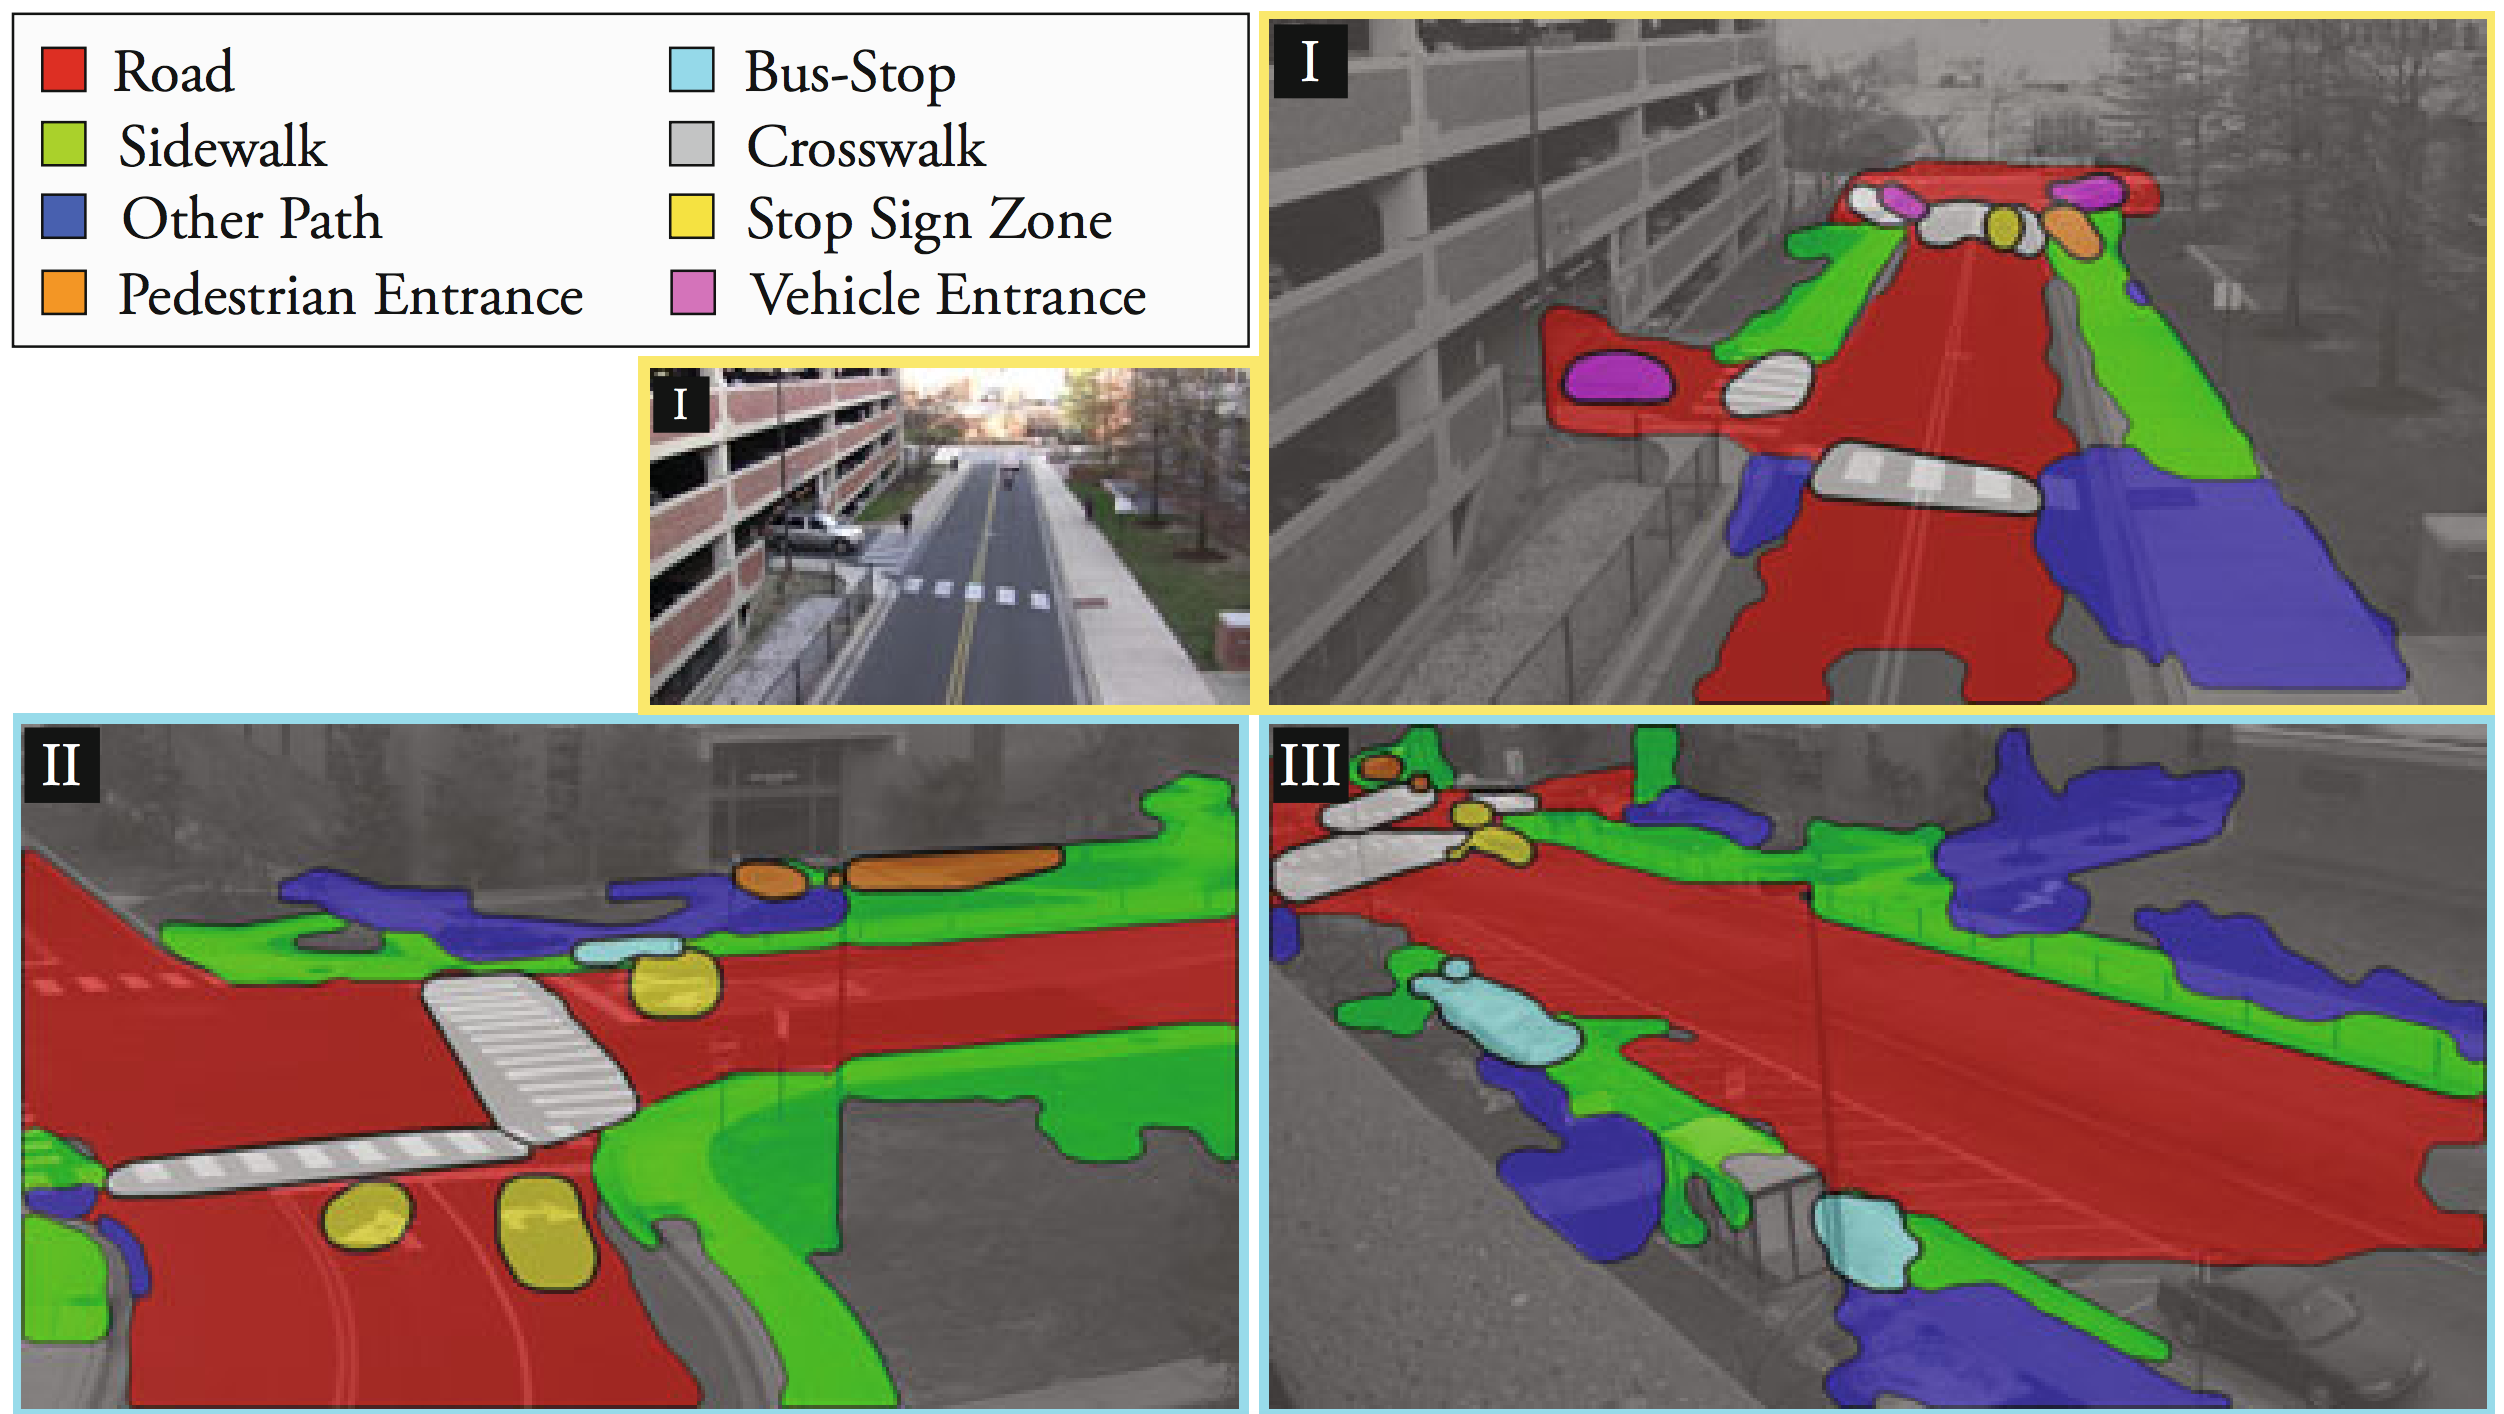 Road
Bus-Stop
Sidewalk
Crosswalk
Other Path
Stop Sign Zone
Pedestrian Entrance
Vehicle Entrance
I
I
II
III